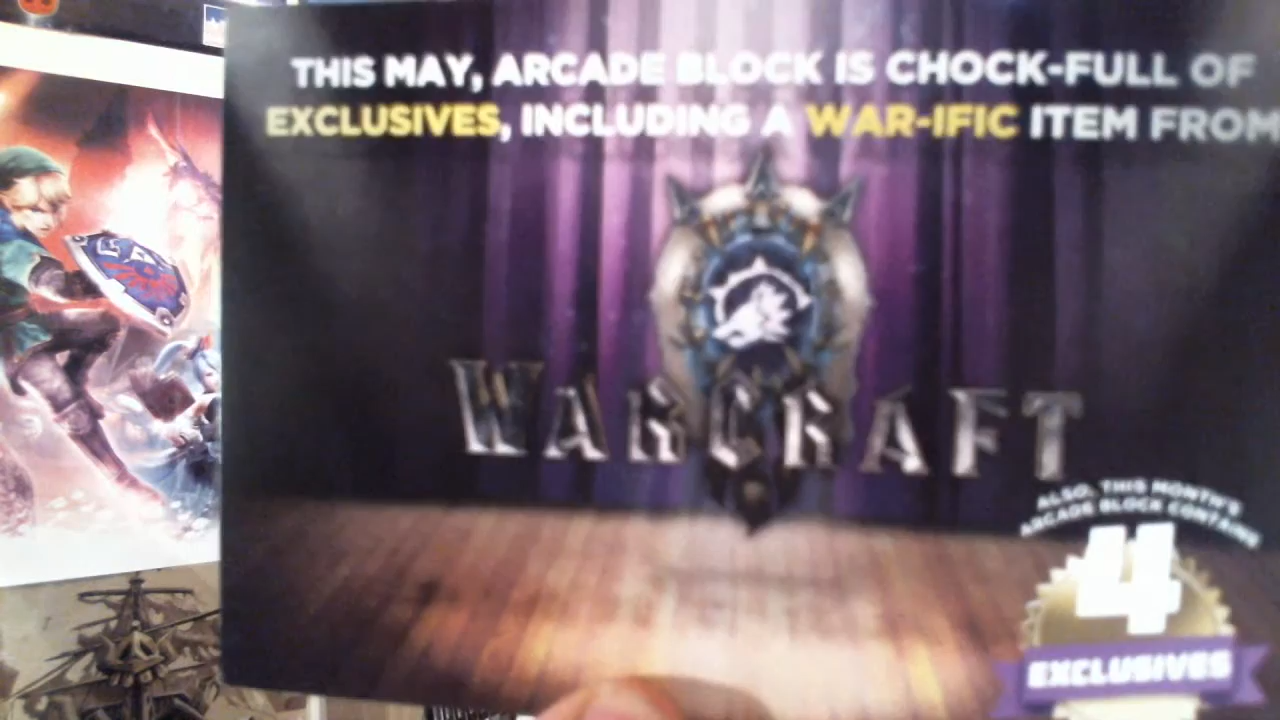 THIS MAY, ARCADE BLOCK IS CHOCK-FULL OF
EXCLUSIVES, INCLUDING A WAR-IFIC ITEM FROM
WARCRAFT
ALSO, THIS MONTH'S
ARCADE BLOCK CONTAINS
4
EXCLUSIVES